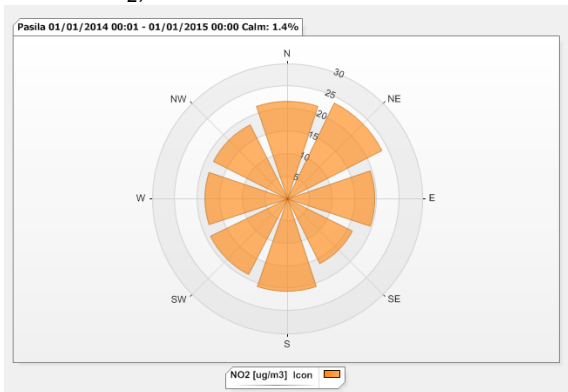 Pasila 01/01/2014 00:01 - 01/01/2015 00:00 Calm: 1.4%
N
30
NW
25
NE
20
15
10
5
W
E
SW
SE
S
NO2 [ug/m3] Icon